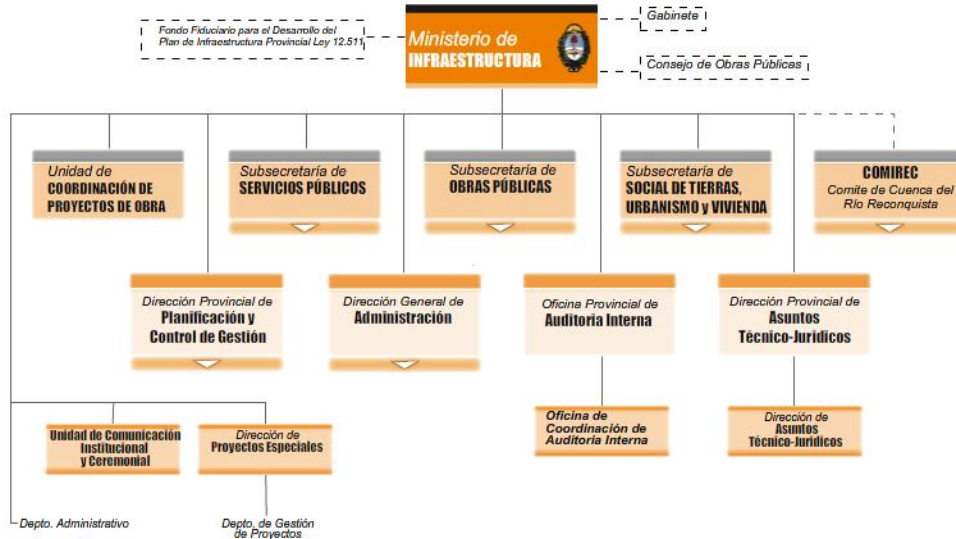 Fondo Fiduciario para el Desarrollo del
Plan de Infraestructura Provincial Ley 12.511
Ministerio de
INFRAESTRUCTURA
Gabinete
Consejo de Obras Públicas
Unidad de
COORDINACIÓN DE
PROYECTOS DE OBRA
Subsecretaría de
SERVICIOS PÚBLICOS
Subsecretaría de
OBRAS PÚBLICAS
Subsecretaría de
SOCIAL DE TIERRAS,
URBANISMO y VIVIENDA
COMIREC
Comite de Cuenca del
Río Reconquista
Dirección Provincial de
Planificación y
Control de Gestión
Dirección General de
Administración
Oficina Provincial de
Auditoria Interna
Dirección Provincial de
Asuntos
Técnico-Jurídicos
Unidad de Comunicación
Institucional
y Ceremonial
Dirección de
Proyectos Especiales
Oficina de
Coordinación de
Auditoria Interna
Dirección de
Asuntos
Técnico-Jurídicos
Depto. Administrativo
Depto. de Gestión
de Proyectos